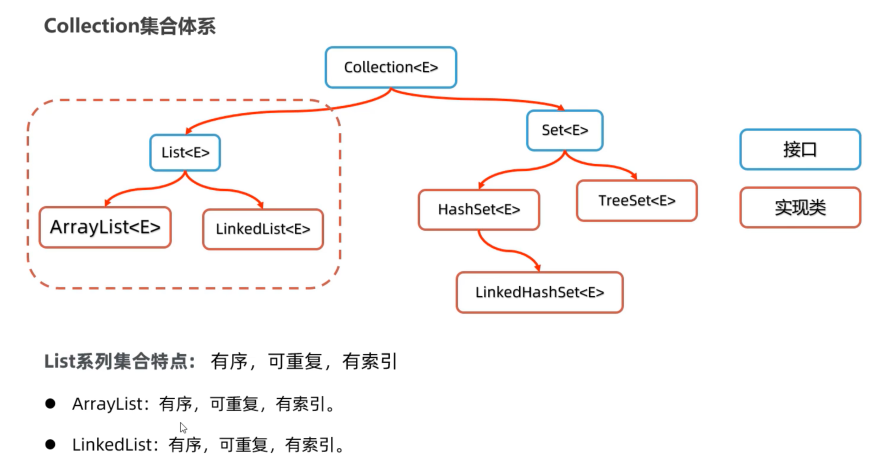 Collection集合体系
Collection<E>
List<E>
Set<E>
接口
ArrayList<E>
LinkedList<E>
HashSet<E>
TreeSet<E>
实现类
LinkedHashSet<E>
List系列集合特点： 有序，可重复，有索引
● ArrayList：有序，可重复，有索引。
● LinkedList：有序，可重复，有索引。